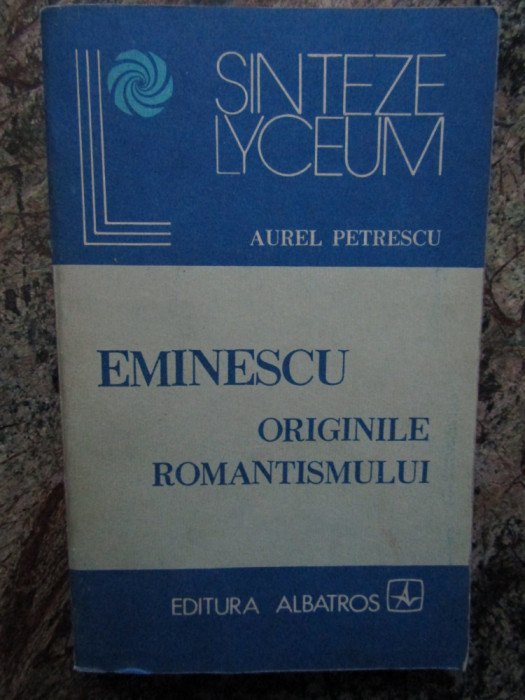 SINTEZE
LYCEUM
AUREL PETRESCU
EMINESCU
ORIGINILE
ROMANTISMULUI
EDITURA ALBATROS